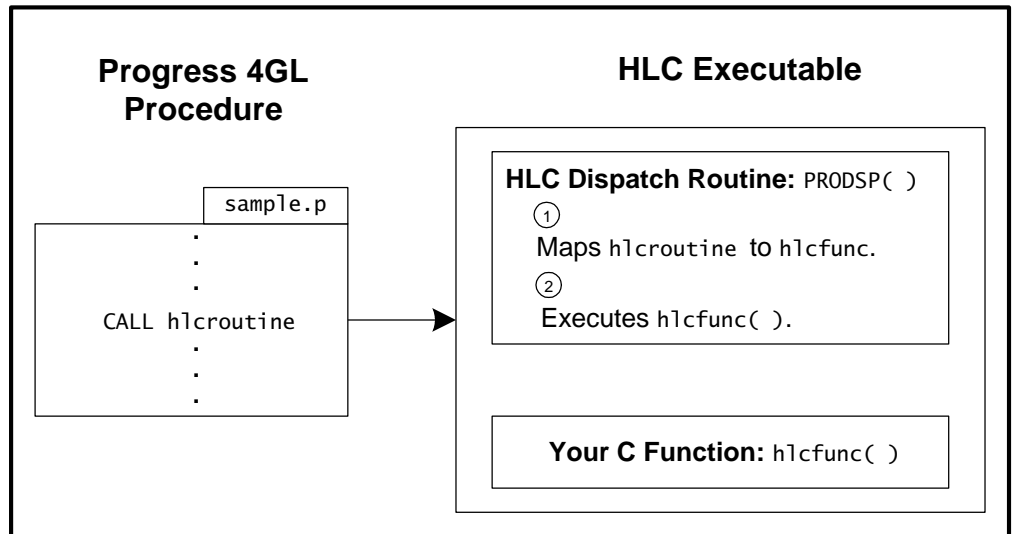 Progress 4GL
Procedure
sample.p
.
.
.
CALL hlcroutine
.
.
.
HLC Executable
HLC Dispatch Routine: PRODSP( )
1
Maps hlcroutine to hlcfunc.
2
Executes hlcfunc( ).
Your C Function: hlcfunc( )